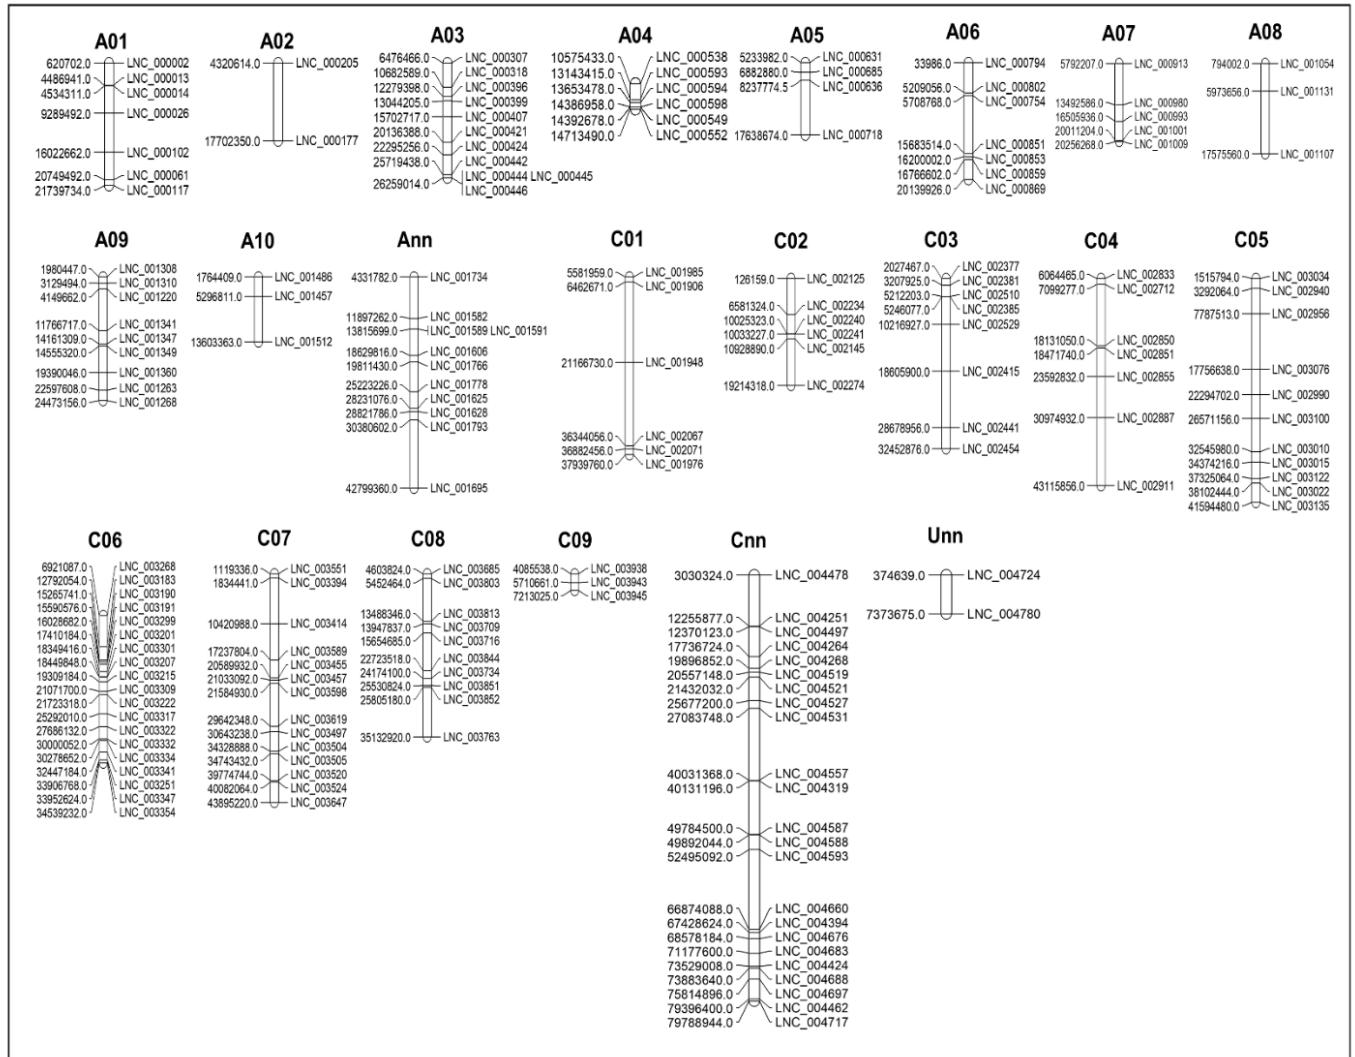 A01
620702.0 LNC_000002
4486941.0 LNC_000013
4534311.0 LNC_000014
9289492.0 LNC_000026
16022662.0 LNC_000102
20749492.0 LNC_000061
21739734.0 LNC_000117
A02
4320614.0 LNC_000205
17702350.0 LNC_000177
A03
6476466.0 LNC_000307
10682589.0 LNC_000318
12279398.0 LNC_000396
13044205.0 LNC_000399
15702717.0 LNC_000407
20136388.0 LNC_000421
22295256.0 LNC_000424
25719438.0 LNC_000442
26259014.0 LNC_000444 LNC_000445
LNC_000446
A04
10575433.0 LNC_000538
13143415.0 LNC_000593
13653478.0 LNC_000594
14386958.0 LNC_000598
14392678.0 LNC_000549
14713490.0 LNC_000552
A05
5233982.0 LNC_000631
6882880.0 LNC_000685
8237774.5 LNC_000636
17638674.0 LNC_000718
A06
33986.0 LNC_000794
5209056.0 LNC_000802
5708768.0 LNC_000754
15683514.0 LNC_000851
16200002.0 LNC_000853
16766602.0 LNC_000859
20139926.0 LNC_000869
A07
5792207.0 LNC_000913
13492586.0 LNC_000980
16505936.0 LNC_000993
20011204.0 LNC_001001
20256268.0 LNC_001009
A08
794002.0 LNC_001054
5973656.0 LNC_001131
17575560.0 LNC_001107
A09
1980447.0 LNC_001308
3129494.0 LNC_001310
4149662.0 LNC_001220
11766717.0 LNC_001341
14161309.0 LNC_001347
14555320.0 LNC_001349
19390046.0 LNC_001360
22597608.0 LNC_001263
24473156.0 LNC_001268
A10
1764409.0 LNC_001486
5296811.0 LNC_001457
13603363.0 LNC_001512
Ann
4331782.0 LNC_001734
11897262.0 LNC_001582
13815699.0 LNC_001589 LNC_001591
18629816.0 LNC_001606
19811430.0 LNC_001766
25223226.0 LNC_001778
28231076.0 LNC_001625
28821786.0 LNC_001628
30380602.0 LNC_001793
42799360.0 LNC_001695
C01
5581959.0 LNC_001985
6462671.0 LNC_001906
21166730.0 LNC_001948
36344056.0 LNC_002067
36882456.0 LNC_002071
37939760.0 LNC_001976
C02
126159.0 LNC_002125
6581324.0 LNC_002234
10025323.0 LNC_002240
10033227.0 LNC_002241
10928890.0 LNC_002145
19214318.0 LNC_002274
C03
2027467.0 LNC_002377
3207925.0 LNC_002381
5212203.0 LNC_002510
5246077.0 LNC_002385
10216927.0 LNC_002529
18605900.0 LNC_002415
28678956.0 LNC_002441
32452876.0 LNC_002454
C04
6064465.0 LNC_002833
7099277.0 LNC_002712
18131050.0 LNC_002850
18471740.0 LNC_002851
23592832.0 LNC_002855
30974932.0 LNC_002887
43115856.0 LNC_002911
C05
1515794.0 LNC_003034
3292064.0 LNC_002940
7787513.0 LNC_002956
17756638.0 LNC_003076
22294702.0 LNC_002990
26571156.0 LNC_003100
32545980.0 LNC_003010
34374216.0 LNC_003015
37325064.0 LNC_003122
38102444.0 LNC_003022
41594480.0 LNC_003135
C06
6921087.0 LNC_003268
12792054.0 LNC_003183
15265741.0 LNC_003190
15590576.0 LNC_003191
16028682.0 LNC_003299
17410184.0 LNC_003201
18349416.0 LNC_003301
18449848.0 LNC_003207
19309184.0 LNC_003215
21071700.0 LNC_003309
21723318.0 LNC_003222
25292010.0 LNC_003317
27686132.0 LNC_003322
30000052.0 LNC_003332
30278652.0 LNC_003334
32447184.0 LNC_003341
33906768.0 LNC_003251
33952624.0 LNC_003347
34539232.0 LNC_003354
C07
1119336.0 LNC_003551
1834441.0 LNC_003394
10420988.0 LNC_003414
17237804.0 LNC_003589
20589932.0 LNC_003455
21033092.0 LNC_003457
21584930.0 LNC_003598
29642348.0 LNC_003619
30643238.0 LNC_003497
34328888.0 LNC_003504
34743432.0 LNC_003505
39774744.0 LNC_003520
40082064.0 LNC_003524
43895220.0 LNC_003647
C08
4603824.0 LNC_003685
5452464.0 LNC_003803
13488346.0 LNC_003813
13947837.0 LNC_003709
15654685.0 LNC_003716
22723518.0 LNC_003844
24174100.0 LNC_003734
25530824.0 LNC_003851
25805180.0 LNC_003852
35132920.0 LNC_003763
C09
4085538.0 LNC_003938
5710661.0 LNC_003943
7213025.0 LNC_003945
Cnn
3030324.0 LNC_004478
12255877.0 LNC_004251
12370123.0 LNC_004497
17736724.0 LNC_004264
19896852.0 LNC_004268
20557148.0 LNC_004519
21432032.0 LNC_004521
25677200.0 LNC_004527
27083748.0 LNC_004531
40031368.0 LNC_004557
40131196.0 LNC_004319
49784500.0 LNC_004587
49892044.0 LNC_004588
52495092.0 LNC_004593
66874088.0 LNC_004660
67428624.0 LNC_004394
68578184.0 LNC_004676
71177600.0 LNC_004683
73529008.0 LNC_004424
73883640.0 LNC_004688
75814896.0 LNC_004697
79396400.0 LNC_004462
79788944.0 LNC_004717
Unn
374639.0 LNC_004724
7373675.0 LNC_004780